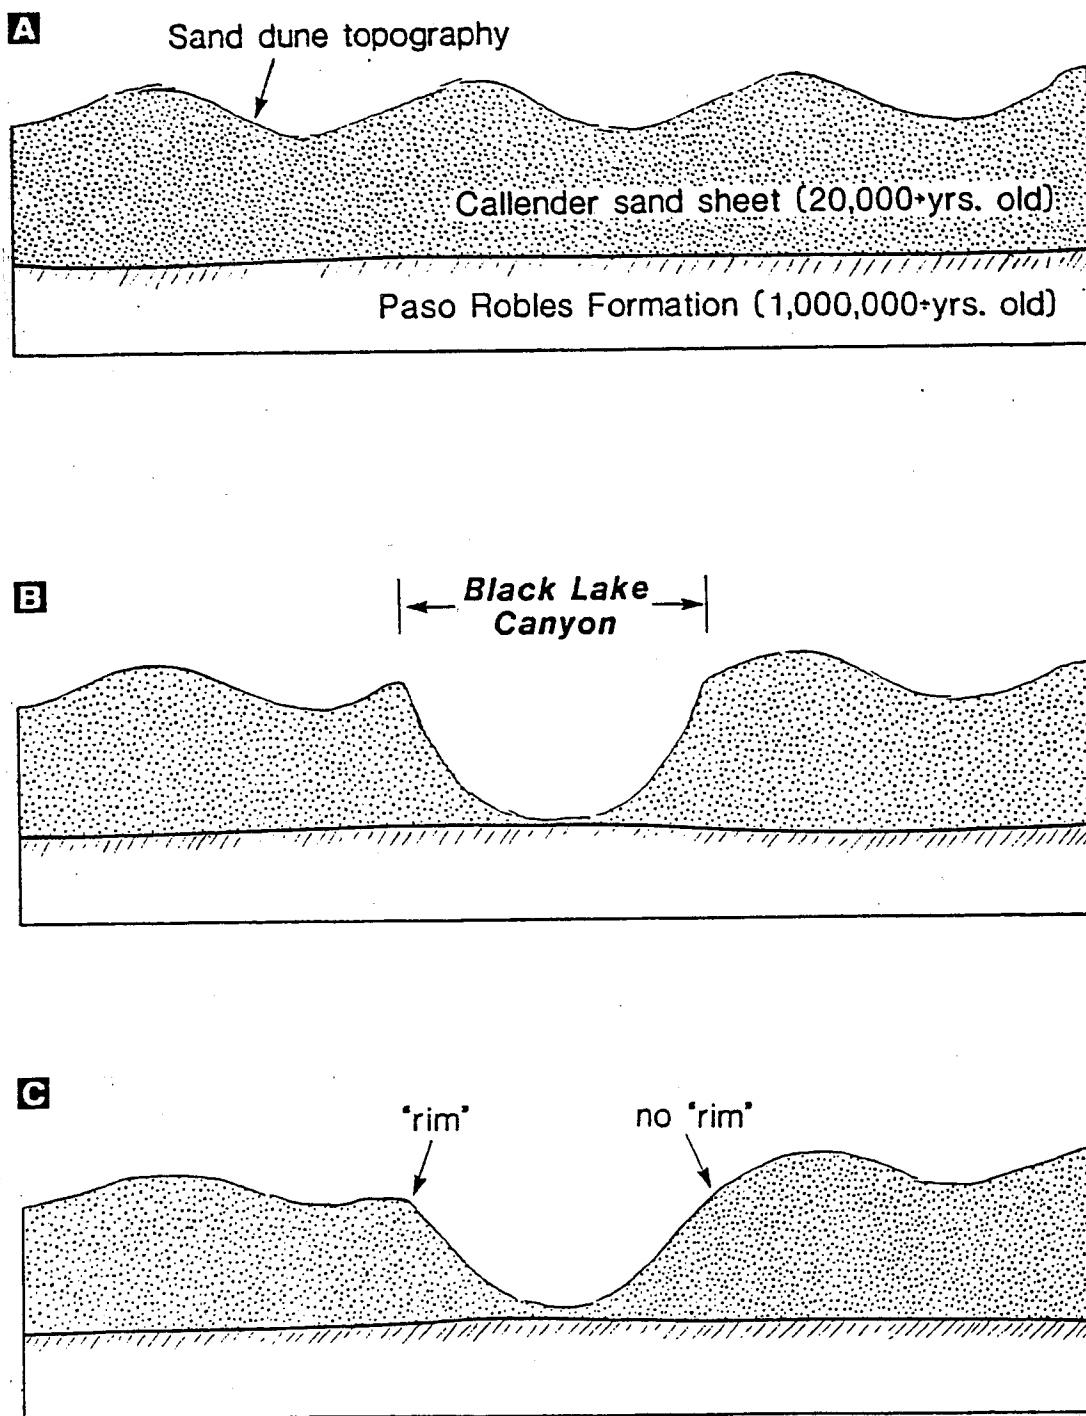 A
Sand dune topography
Callender sand sheet (20,000+yrs. old)
Paso Robles Formation (1,000,000+yrs. old)
B
Black Lake
Canyon
C
"rim"
no "rim"